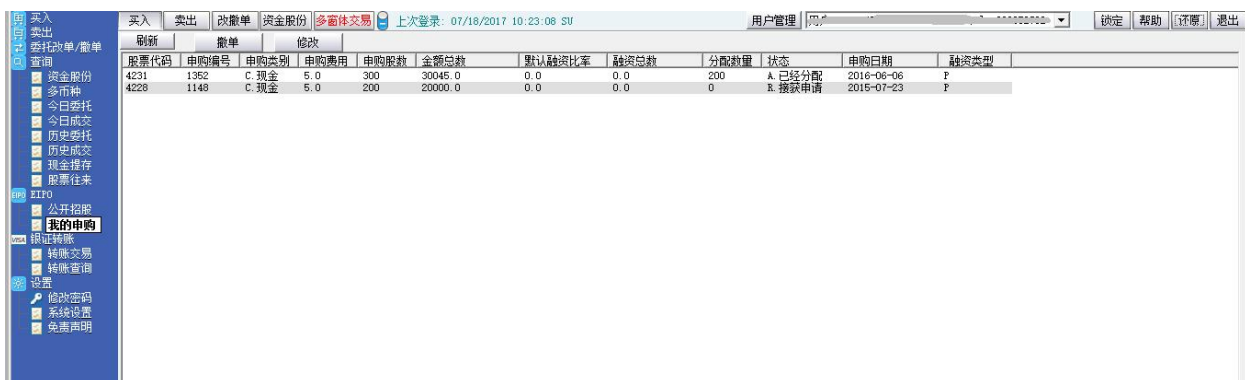 买入 卖出 改撤单 资金股份 多窗体交易 上次登录: 07/18/2017 10:23:08 SU 用户管理 锁定 帮助 [还原] 退出
刷新 撤单 修改
股票代码 申购编号 申购类别 申购费用 申购股数 金额总数 默认融资比率 融资总数 分配数量 状态 申购日期 融资类型
4231 1352 C.现金 5.0 300 30045.0 0.0 0.0 200 A.已经分配 2016-06-06 P
4228 1148 C.现金 5.0 200 20000.0 0.0 0.0 0 R.接获申请 2015-07-23 P
买入
卖出
委托改单/撤单
查询
资金股份
多币种
今日委托
今日成交
历史委托
历史成交
现金提存
股票往来
EIPO EIPO
公开招股
我的申购
VISA 银证转账
转账交易
转账查询
设置
修改密码
系统设置
免责声明